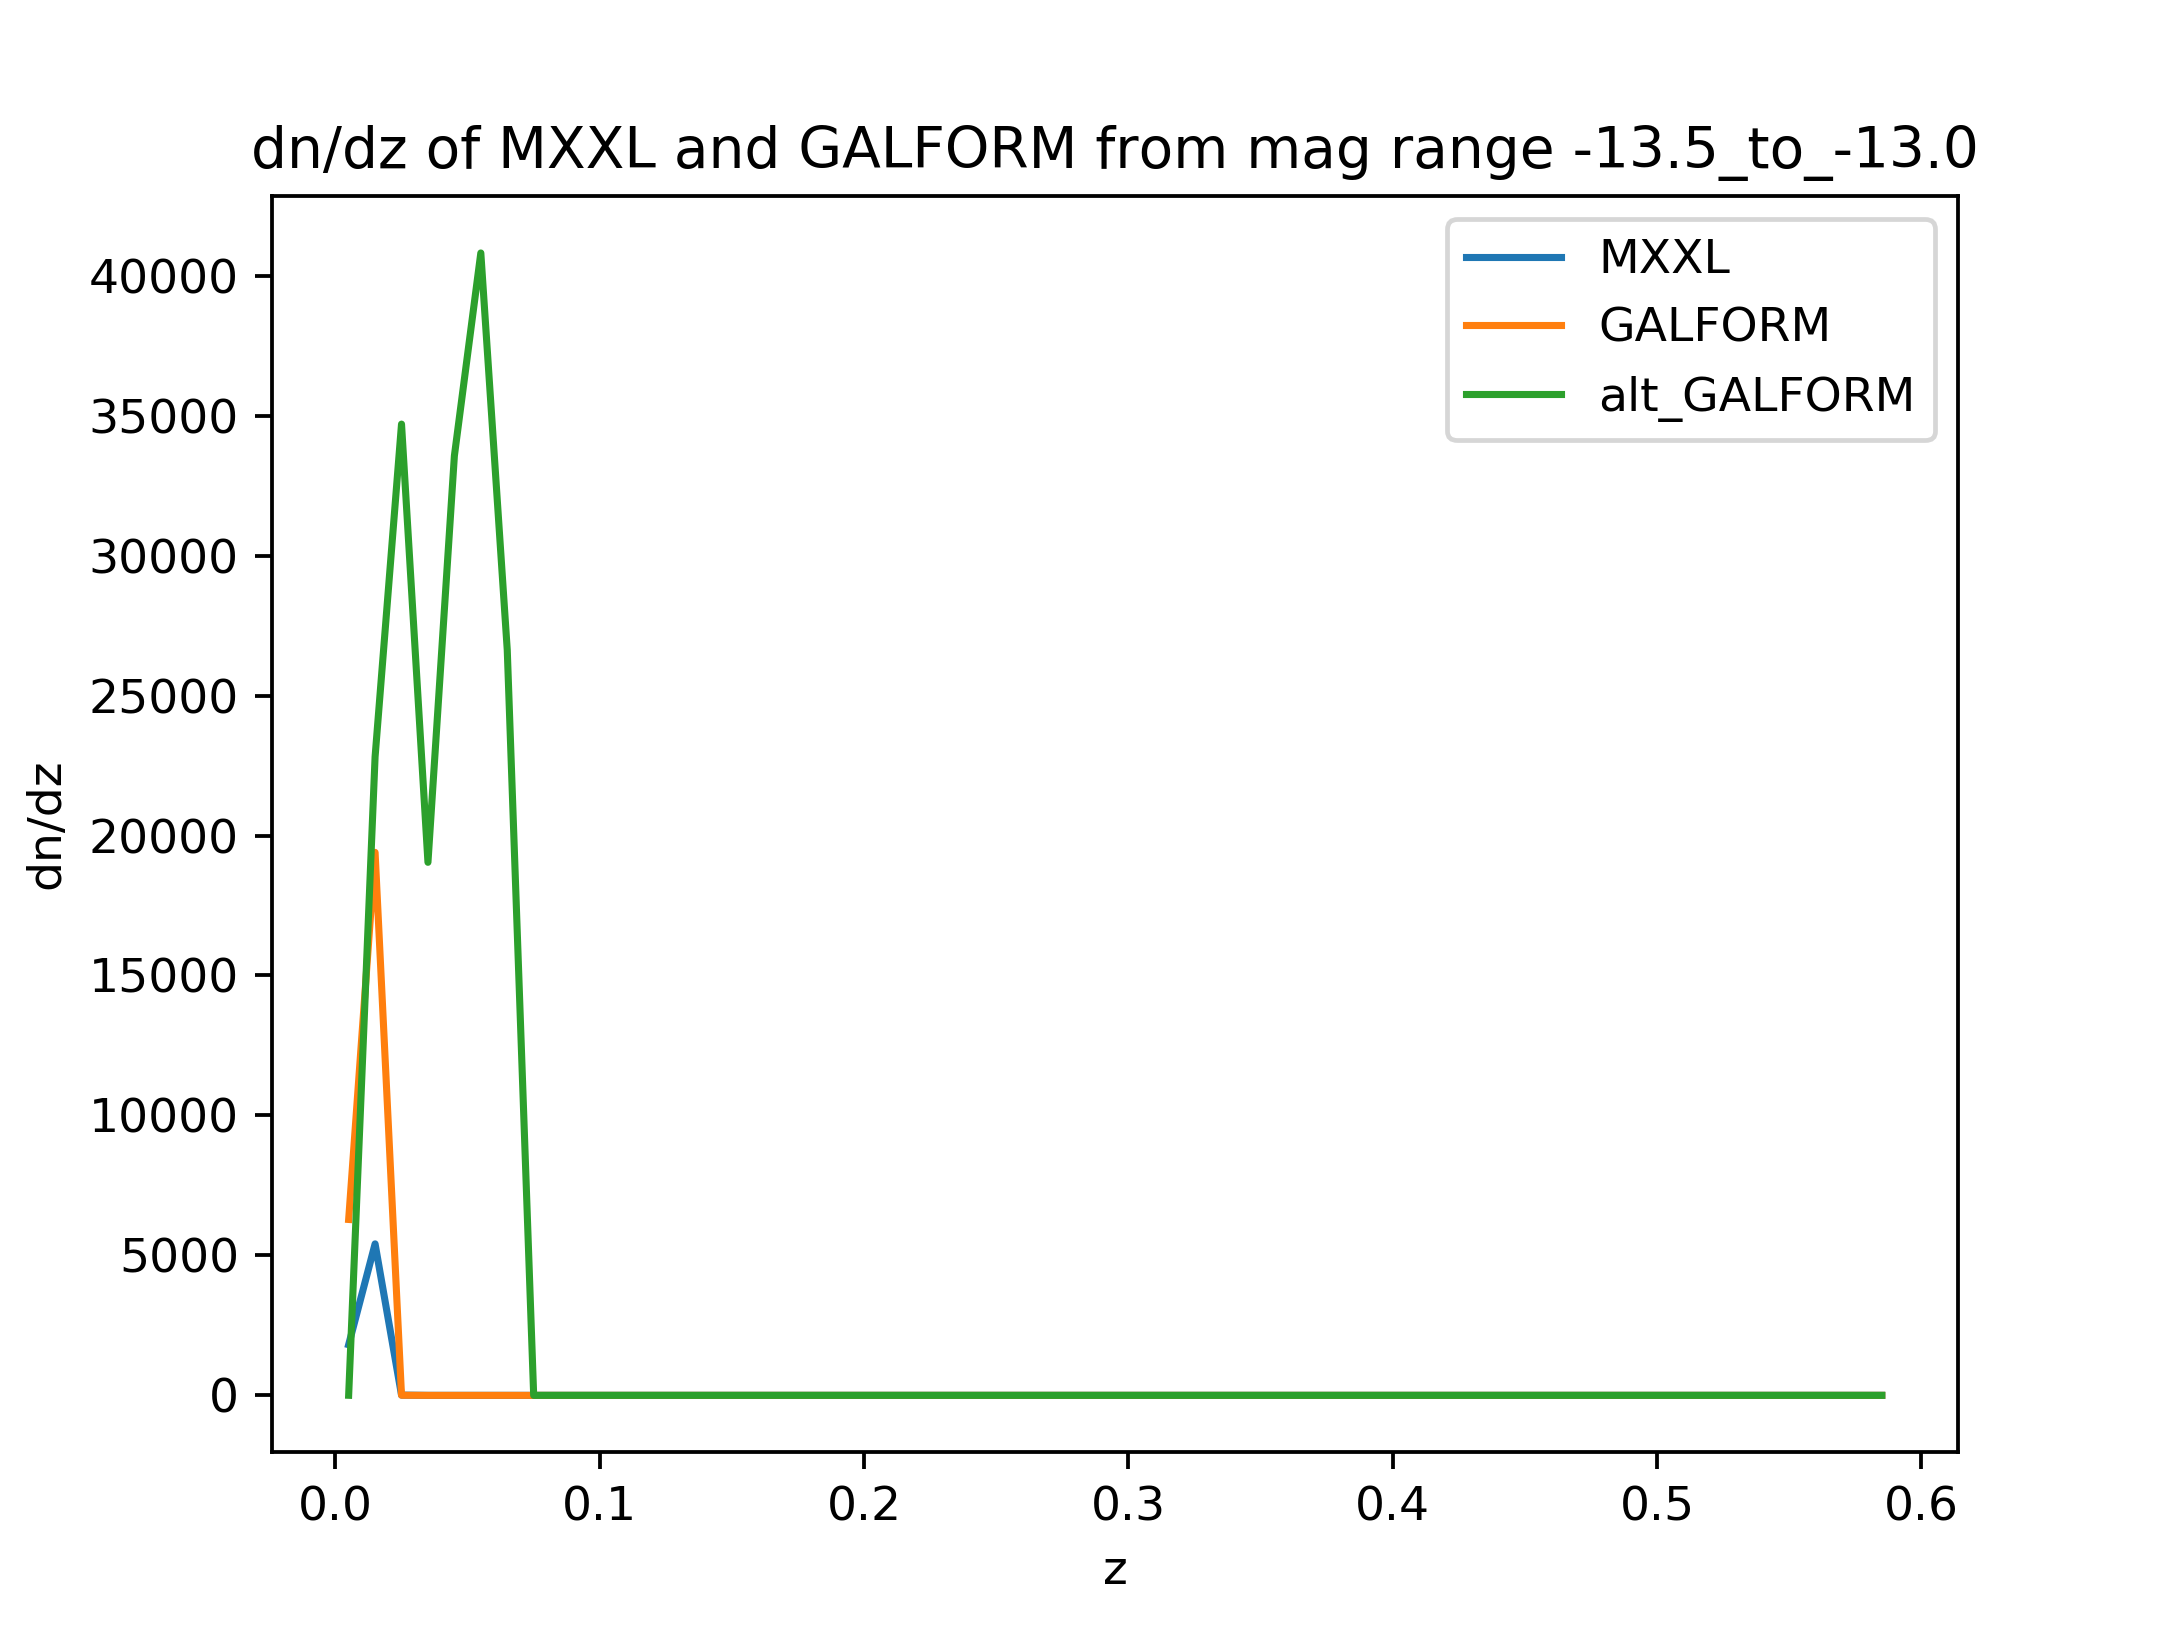 dn/dz of MXXL and GALFORM from mag range -13.5_to_-13.0
MXXL
GALFORM
alt_GALFORM
40000
35000
30000
25000
20000
15000
10000
5000
0
dn/dz
0.0 0.1 0.2 0.3 0.4 0.5 0.6
z